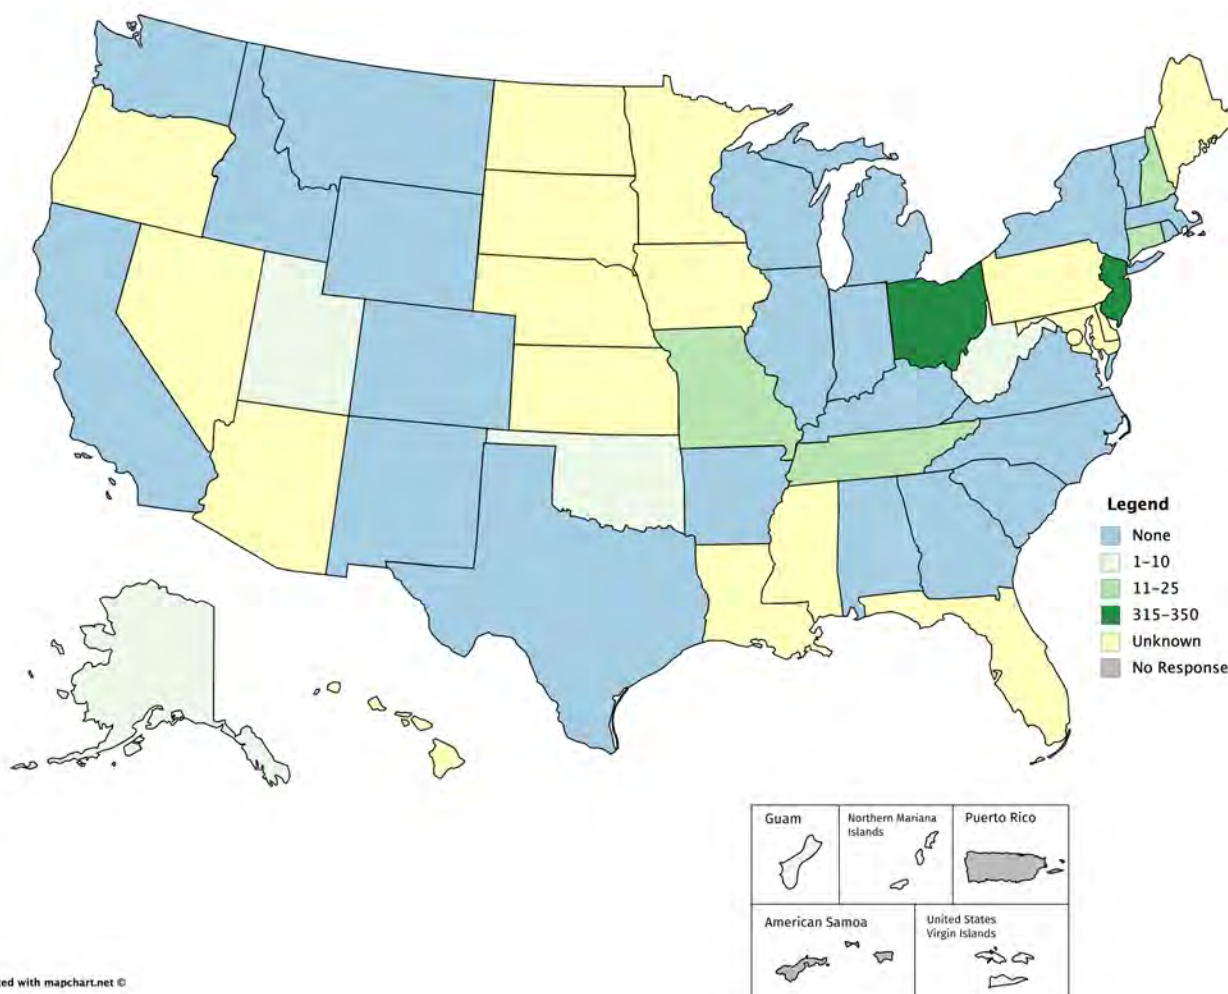 Legend
None
1–10
11–25
315–350
Unknown
No Response
Guam
Northern Mariana
Islands
Puerto Rico
American Samoa
United States
Virgin Islands
ted with mapchart.net ©